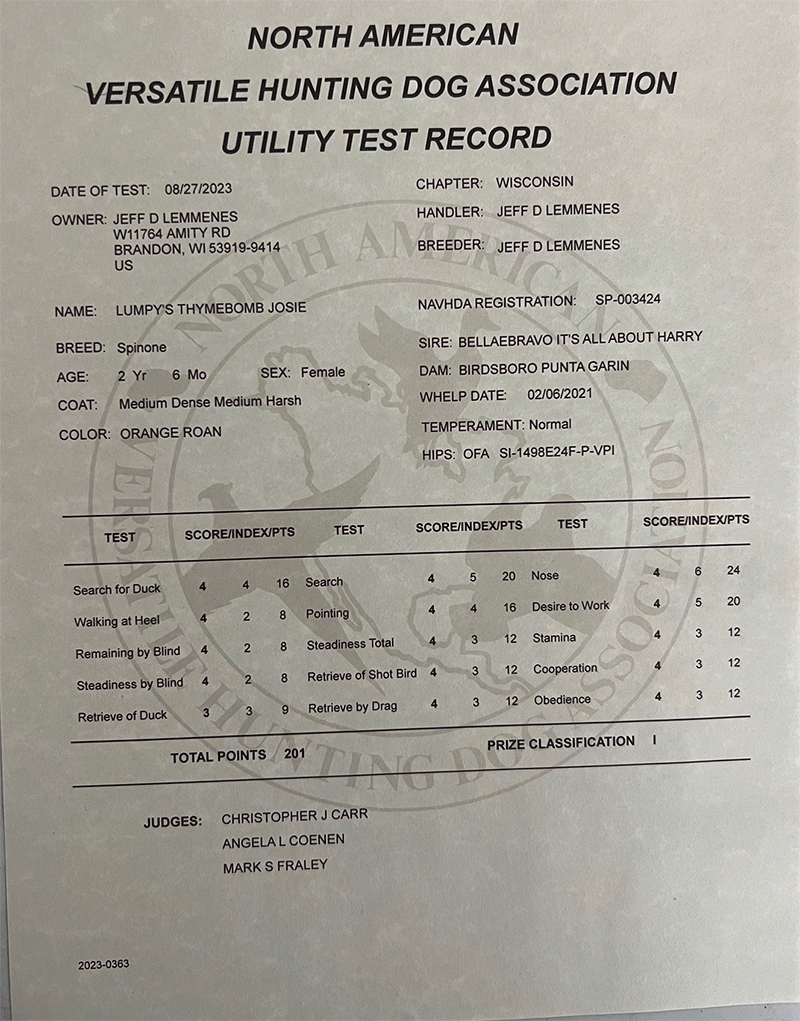 NORTH AMERICAN
VERSATILE HUNTING DOG ASSOCIATION
UTILITY TEST RECORD
DATE OF TEST: 08/27/2023
CHAPTER: WISCONSIN
OWNER: JEFF D LEMMENES
W11764 AMITY RD
BRANDON, WI 53919-9414
US
HANDLER: JEFF D LEMMENES
BREEDER: JEFF D LEMMENES
NAME: LUMPY'S THYMEBOMB JOSIE
NAVHDA REGISTRATION: SP-003424
BREED: Spinone
SIRE: BELLAEBRAVO IT'S ALL ABOUT HARRY
AGE: 2 Yr 6 Mo SEX: Female
DAM: BIRDSBORO PUNTA GARIN
COAT: Medium Dense Medium Harsh
WHELP DATE: 02/06/2021
COLOR: ORANGE ROAN
TEMPERAMENT: Normal
HIPS: OFA SI-1498E24F-P-VPI
TEST SCORE/INDEX/PTS TEST SCORE/INDEX/PTS TEST SCORE/INDEX/PTS
Search for Duck 4 4 16 Search 4 5 20 Nose 4 6 24
Walking at Heel 4 2 8 Pointing 4 4 16 Desire to Work 4 5 20
Remaining by Blind 4 2 8 Steadiness Total 4 3 12 Stamina 4 3 12
Steadiness by Blind 4 2 8 Retrieve of Shot Bird 4 3 12 Cooperation 4 3 12
Retrieve of Duck 3 3 9 Retrieve by Drag 4 3 12 Obedience 4 3 12
TOTAL POINTS 201 PRIZE CLASSIFICATION I
JUDGES: CHRISTOPHER J CARR
ANGELA L COENEN
MARK S FRALEY
2023-0363
NORTH AMERICAN VERSATILE HUNTING DOG ASSOCIATION